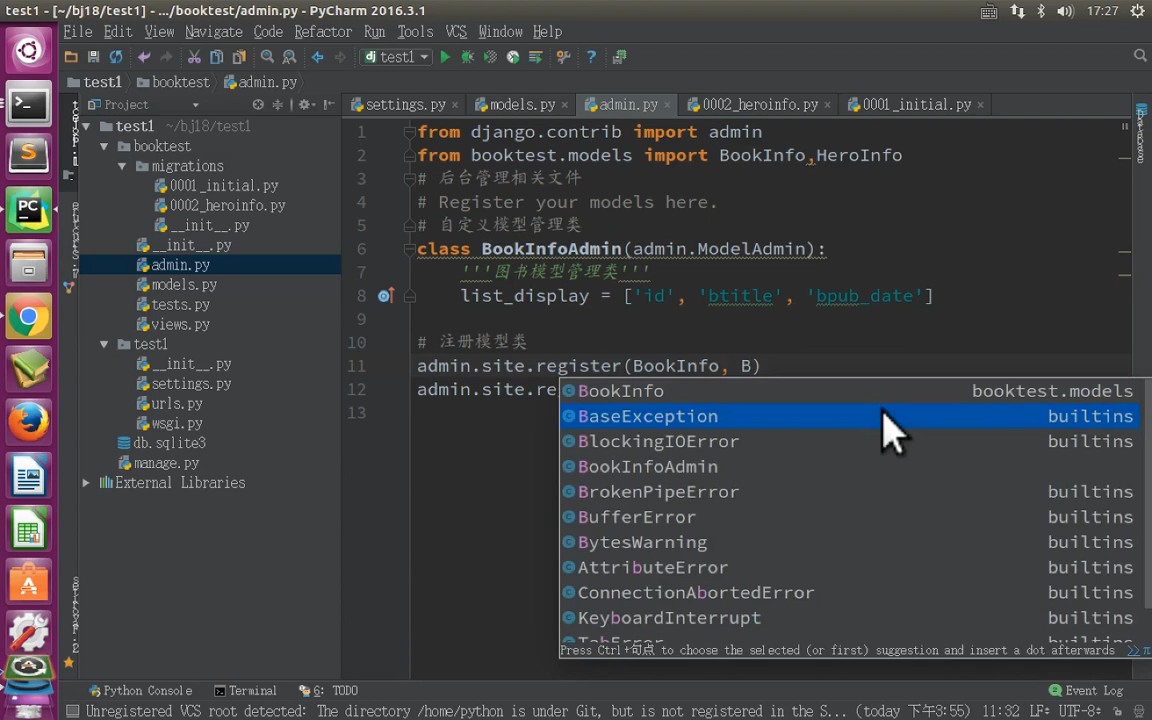 test1 - [~/bj18/test1] - .../booktest/admin.py - PyCharm 2016.3.1
17:27
File Edit View Navigate Code Refactor Run Tools VCS Window Help
test1
test1 booktest admin.py
Project
settings.py models.py admin.py 0002_heroinfo.py 0001_initial.py
test1 ~/bj18/test1
booktest
migrations
0001_initial.py
0002_heroinfo.py
__init__.py
__init__.py
admin.py
models.py
tests.py
views.py
test1
__init__.py
settings.py
urls.py
wsgi.py
db.sqlite3
manage.py
External Libraries
1 from django.contrib import admin
2 from booktest.models import BookInfo,HeroInfo
3 # 后台管理相关文件
4 # Register your models here.
5 # 自定义模型管理类
6 class BookInfoAdmin(admin.ModelAdmin):
7 '''图书模型管理类'''
8 list_display = ['id', 'btitle', 'bpub_date']
9
10 # 注册模型类
11 admin.site.register(BookInfo, B)
12 admin.site.re
13
BookInfo booktest.models
BaseException builtins
BlockingIOError builtins
BookInfoAdmin
BrokenPipeError builtins
BufferError builtins
BytesWarning builtins
AttributeError builtins
ConnectionAbortedError builtins
KeyboardInterrupt builtins
TabError builtins
Press Ctrl+句点 to choose the selected (or first) suggestion and insert a dot afterwards >> π
Python Console Terminal 6: TODO Event Log
Unregistered VCS root detected: The directory /home/python is under Git, but is not registered in the S... (today 下午3:55) 11:32 LF÷ UTF-8÷